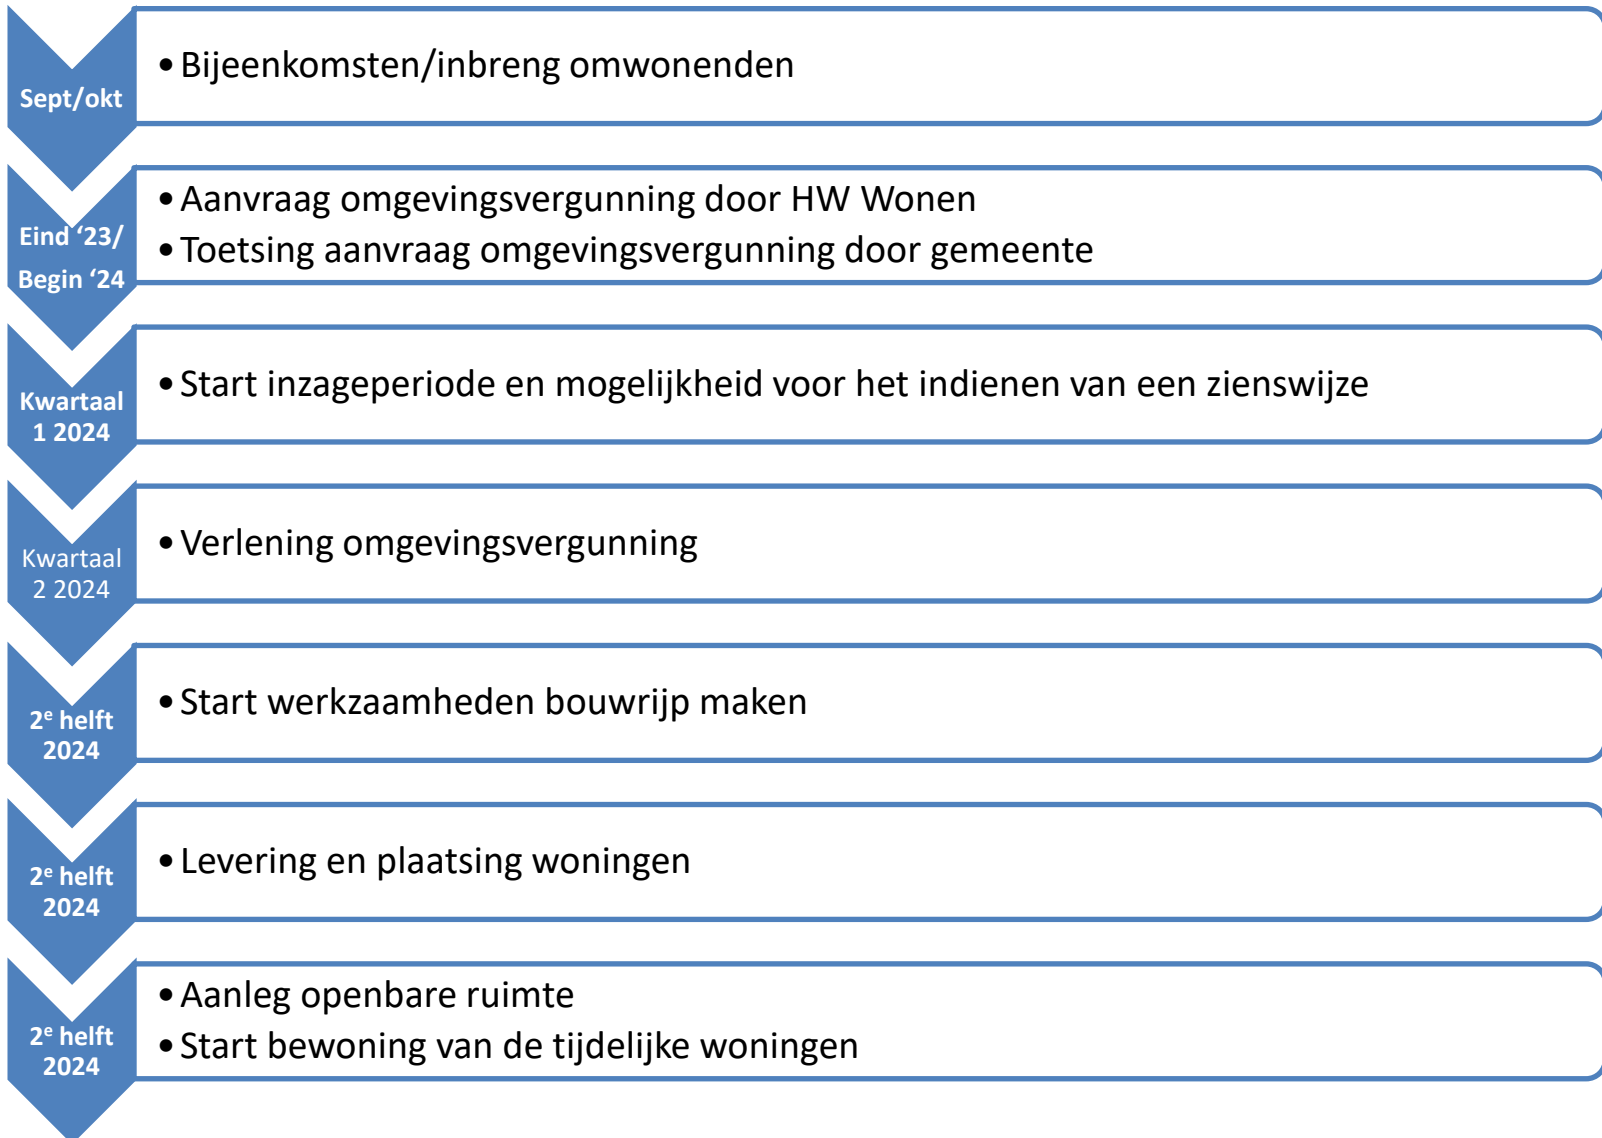 Sept/okt
• Bijeenkomsten/inbreng omwonenden
Eind ‘23/
Begin ‘24
• Aanvraag omgevingsvergunning door HW Wonen
• Toetsing aanvraag omgevingsvergunning door gemeente
Kwartaal
1 2024
• Start inzageperiode en mogelijkheid voor het indienen van een zienswijze
Kwartaal
2 2024
• Verlening omgevingsvergunning
2e helft
2024
• Start werkzaamheden bouwrijp maken
2e helft
2024
• Levering en plaatsing woningen
2e helft
2024
• Aanleg openbare ruimte
• Start bewoning van de tijdelijke woningen